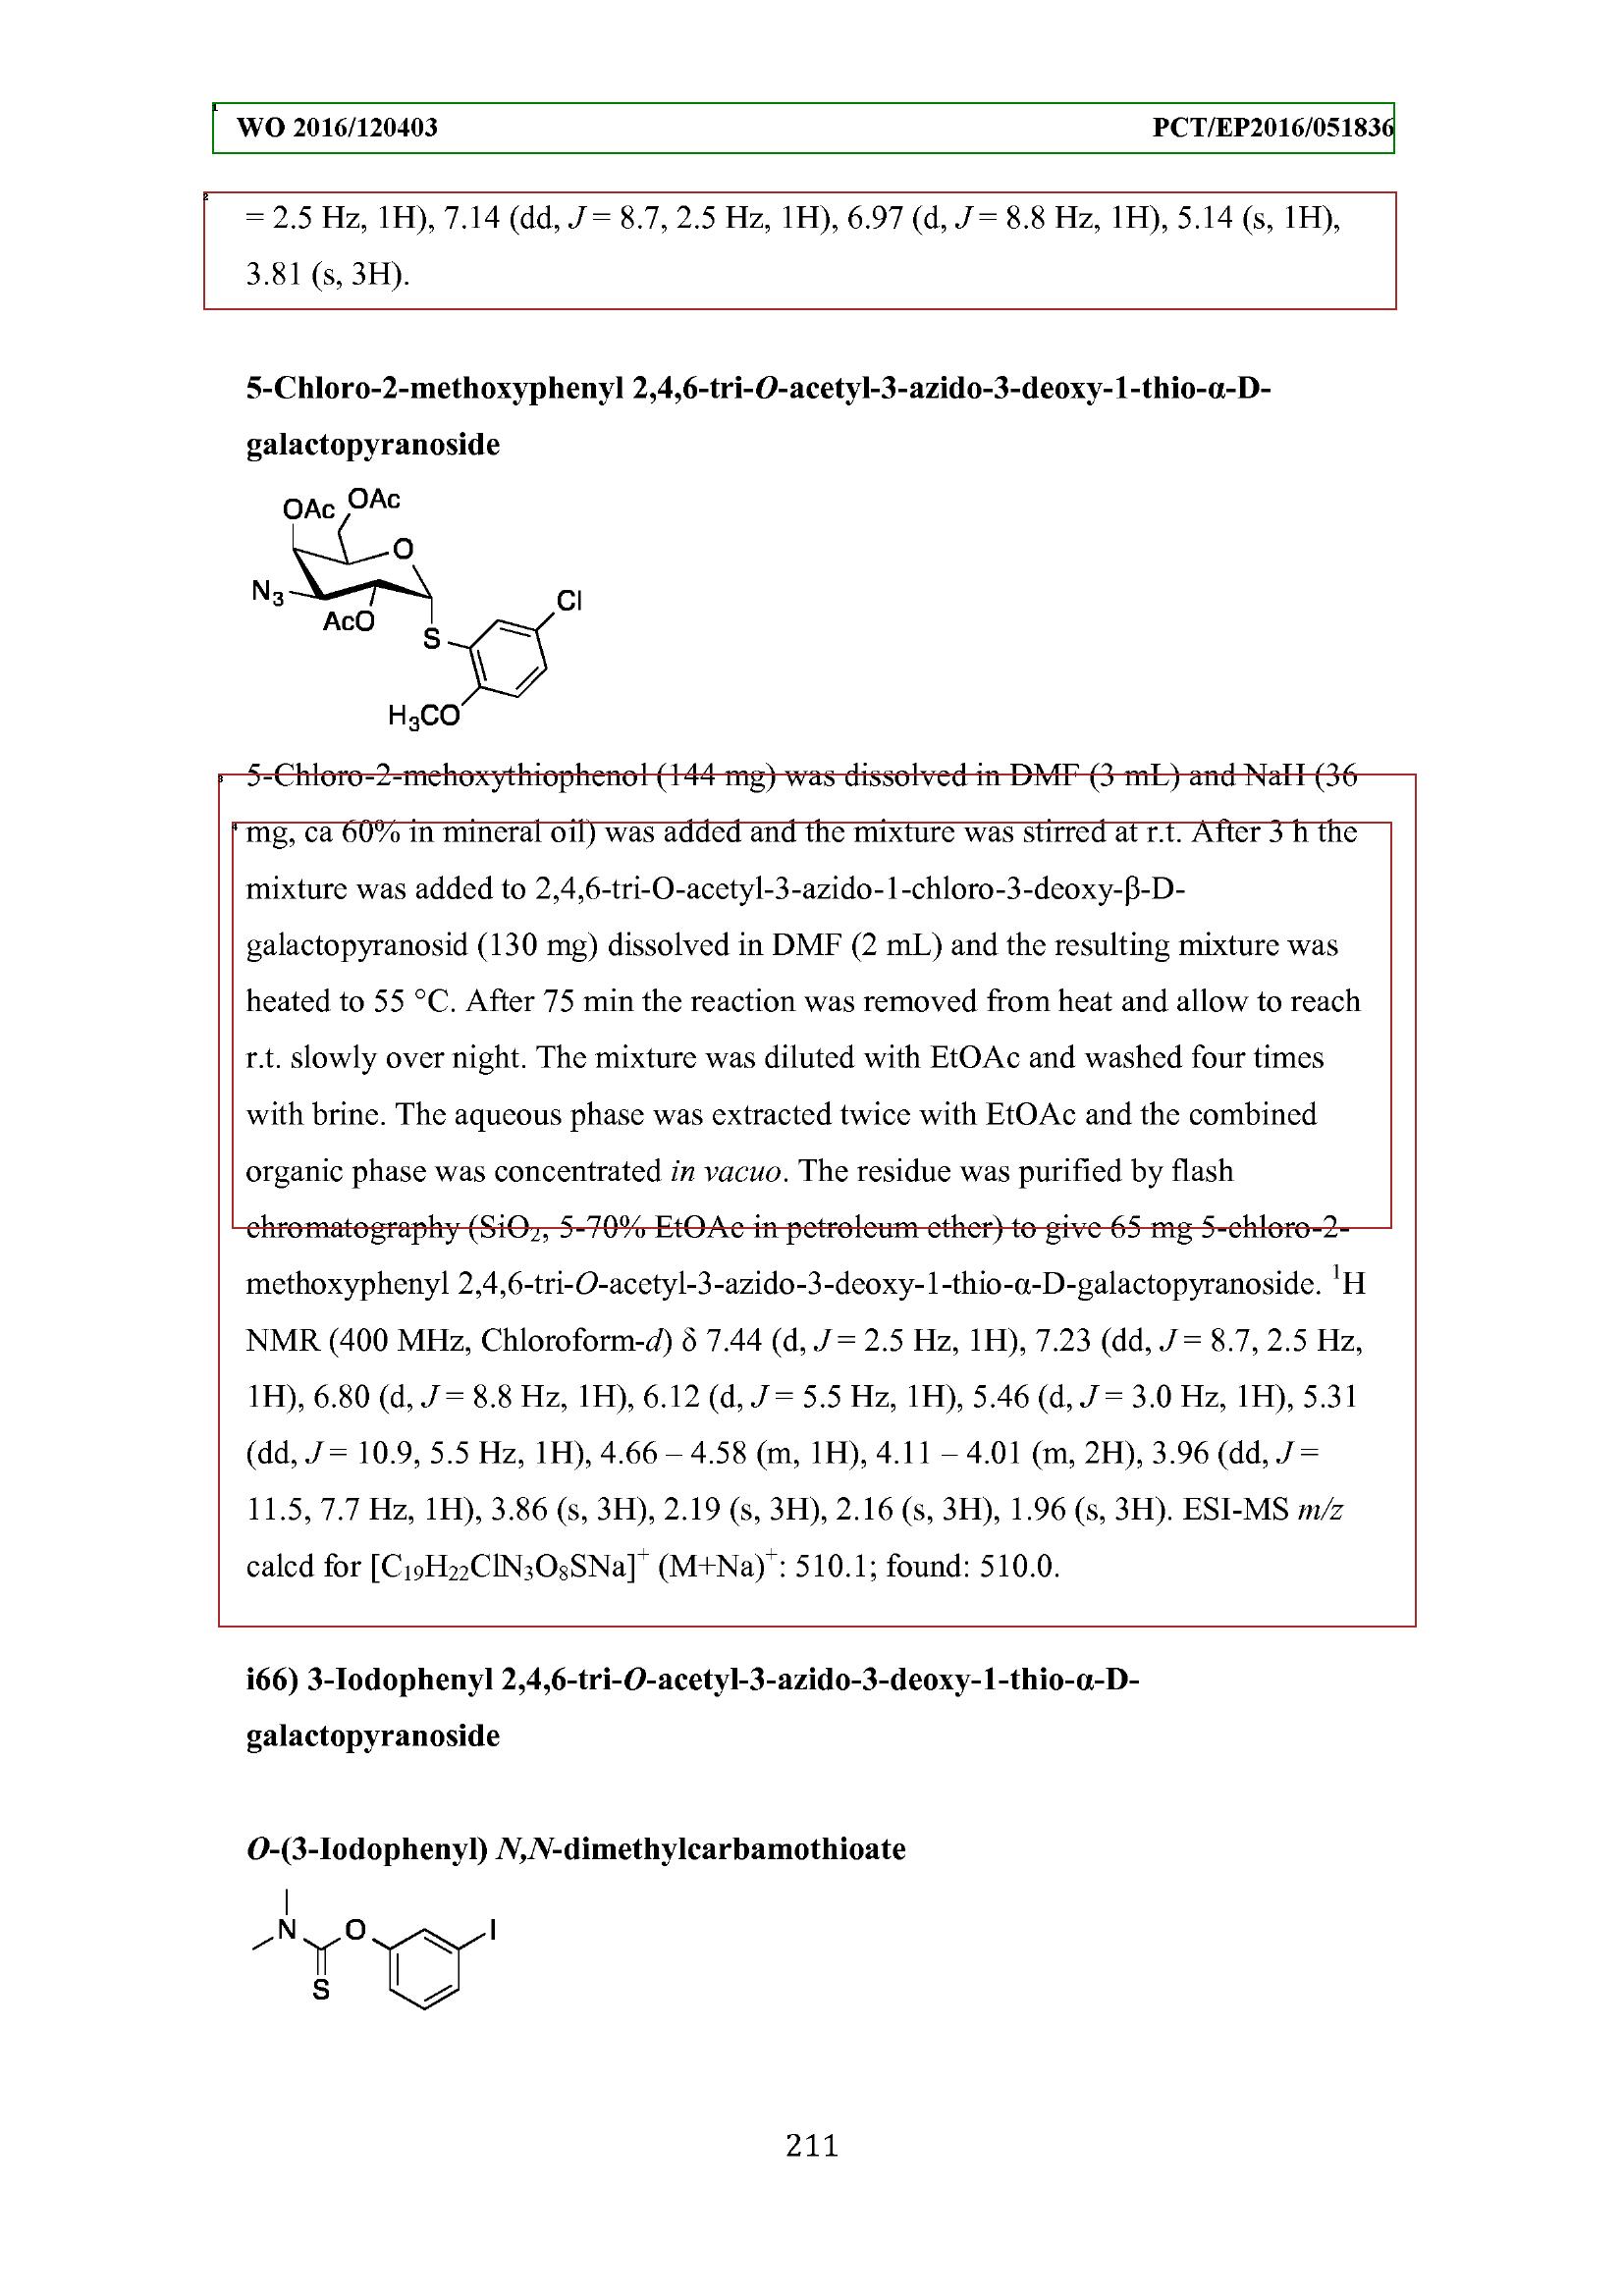 1
WO 2016/120403 PCT/EP2016/051836
2
= 2.5 Hz, 1H), 7.14 (dd, J = 8.7, 2.5 Hz, 1H), 6.97 (d, J = 8.8 Hz, 1H), 5.14 (s, 1H),
3.81 (s, 3H).
5-Chloro-2-methoxyphenyl 2,4,6-tri-O-acetyl-3-azido-3-deoxy-1-thio-α-D-
galactopyranoside
OAc OAc
O
N3
AcO
S
Cl
H3CO
3
5-Chloro-2-mehoxythiophenol (144 mg) was dissolved in DMF (3 mL) and NaH (36
4
mg, ca 60% in mineral oil) was added and the mixture was stirred at r.t. After 3 h the
mixture was added to 2,4,6-tri-O-acetyl-3-azido-1-chloro-3-deoxy-β-D-
galactopyranosid (130 mg) dissolved in DMF (2 mL) and the resulting mixture was
heated to 55 °C. After 75 min the reaction was removed from heat and allow to reach
r.t. slowly over night. The mixture was diluted with EtOAc and washed four times
with brine. The aqueous phase was extracted twice with EtOAc and the combined
organic phase was concentrated in vacuo. The residue was purified by flash
chromatography (SiO₂, 5-70% EtOAc in petroleum ether) to give 65 mg 5-chloro-2-
methoxyphenyl 2,4,6-tri-O-acetyl-3-azido-3-deoxy-1-thio-α-D-galactopyranoside. ¹H
NMR (400 MHz, Chloroform-d) δ 7.44 (d, J = 2.5 Hz, 1H), 7.23 (dd, J = 8.7, 2.5 Hz,
1H), 6.80 (d, J = 8.8 Hz, 1H), 6.12 (d, J = 5.5 Hz, 1H), 5.46 (d, J = 3.0 Hz, 1H), 5.31
(dd, J = 10.9, 5.5 Hz, 1H), 4.66 – 4.58 (m, 1H), 4.11 – 4.01 (m, 2H), 3.96 (dd, J =
11.5, 7.7 Hz, 1H), 3.86 (s, 3H), 2.19 (s, 3H), 2.16 (s, 3H), 1.96 (s, 3H). ESI-MS m/z
calcd for [C₁₉H₂₂ClN₃O₈SNa]⁺ (M+Na)⁺: 510.1; found: 510.0.
i66) 3-Iodophenyl 2,4,6-tri-O-acetyl-3-azido-3-deoxy-1-thio-α-D-
galactopyranoside
O-(3-Iodophenyl) N,N-dimethylcarbamothioate
N O I
S
211